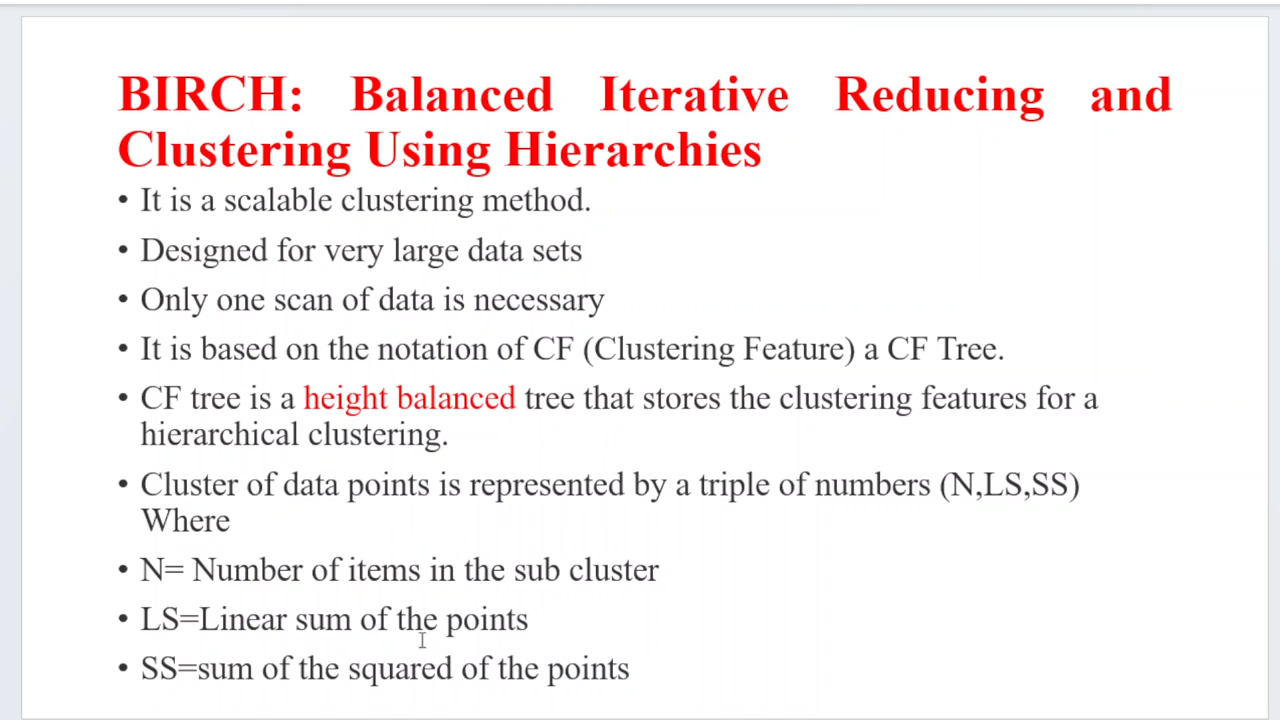 BIRCH: Balanced Iterative Reducing and
Clustering Using Hierarchies
• It is a scalable clustering method.
• Designed for very large data sets
• Only one scan of data is necessary
• It is based on the notation of CF (Clustering Feature) a CF Tree.
• CF tree is a height balanced tree that stores the clustering features for a
hierarchical clustering.
• Cluster of data points is represented by a triple of numbers (N,LS,SS)
Where
• N= Number of items in the sub cluster
• LS=Linear sum of the points
• SS=sum of the squared of the points